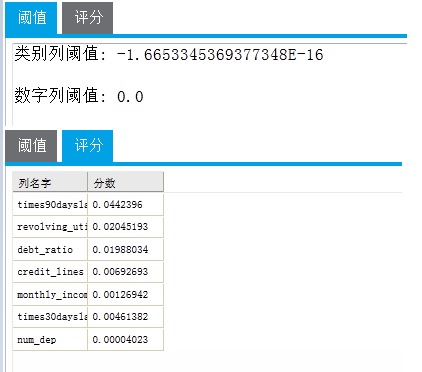 阈值 评分
类别列阈值: -1.6653345369377348E-16
数字列阈值: 0.0
阈值 评分
列名字 分数
times90daysla 0.0442396
revolving_uti 0.02045193
debt_ratio 0.01988034
credit_lines 0.00692693
monthly_incom 0.00126942
times30daysla 0.00461382
num_dep 0.00004023